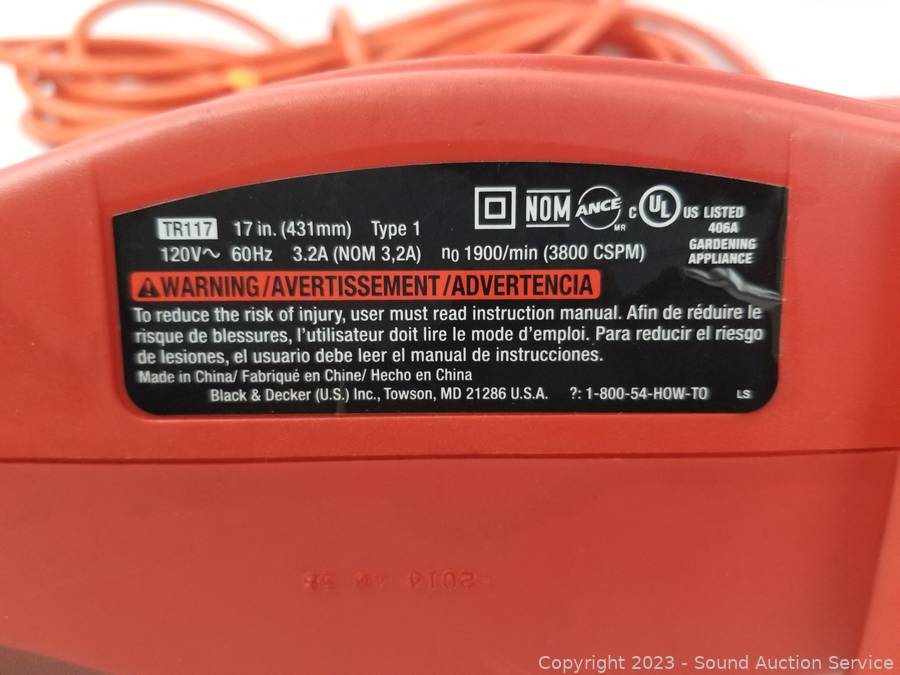 TR117 17 in. (431mm) Type 1
NOM ANCE MR C UL US LISTED
406A
120V~ 60Hz 3.2A (NOM 3,2A) n0 1900/min (3800 CSPM)
GARDENING
APPLIANCE
WARNING/AVERTISSEMENT/ADVERTENCIA
To reduce the risk of injury, user must read instruction manual. Afin de réduire le
risque de blessures, l'utilisateur doit lire le mode d'emploi. Para reducir el riesgo
de lesiones, el usuario debe leer el manual de instrucciones.
Made in China/ Fabriqué en Chine/ Hecho en China
Black & Decker (U.S.) Inc., Towson, MD 21286 U.S.A. ?: 1-800-54-HOW-TO LS
2014
Copyright 2023 - Sound Auction Service